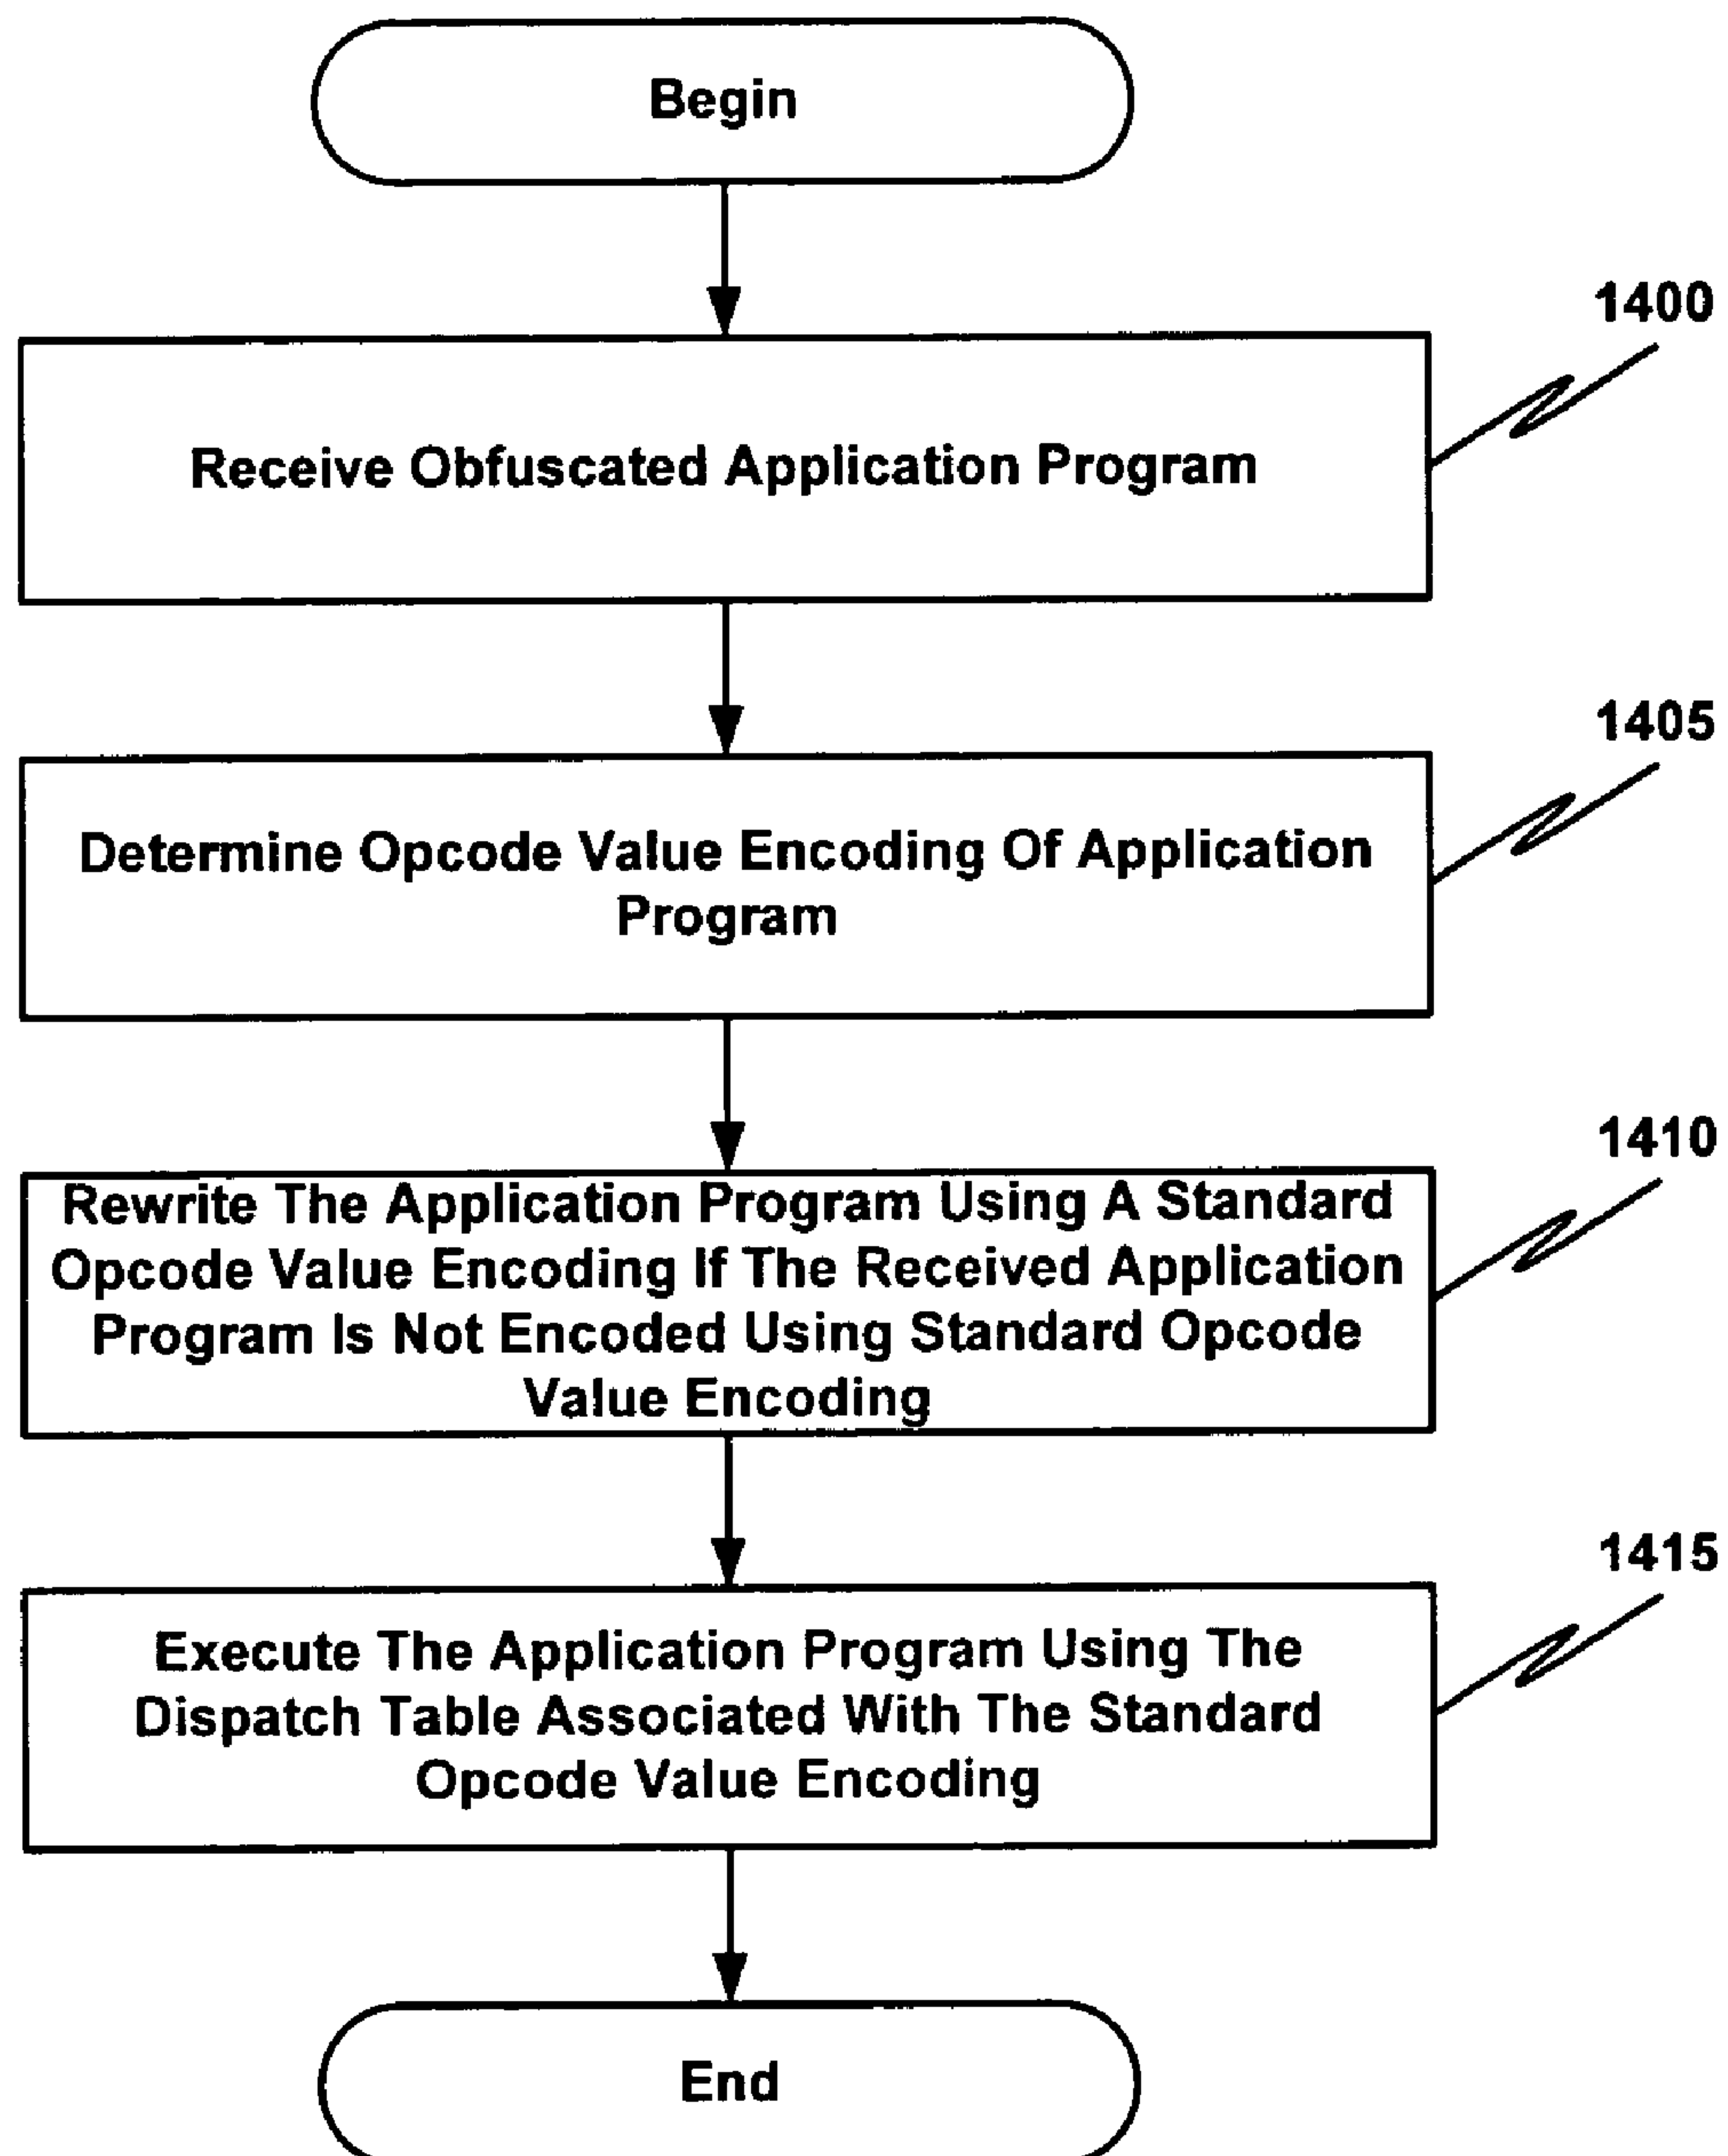 Begin
1400
Receive Obfuscated Application Program
1405
Determine Opcode Value Encoding Of Application
Program
1410
Rewrite The Application Program Using A Standard
Opcode Value Encoding If The Received Application
Program Is Not Encoded Using Standard Opcode
Value Encoding
1415
Execute The Application Program Using The
Dispatch Table Associated With The Standard
Opcode Value Encoding
End